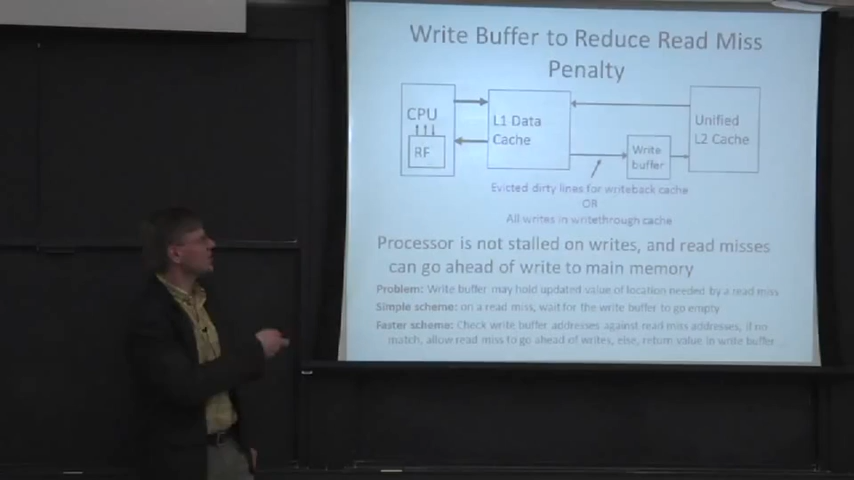 Write Buffer to Reduce Read Miss
Penalty
CPU
RF
L1 Data
Cache
Write
buffer
Unified
L2 Cache
Evicted dirty lines for writeback cache
OR
All writes in writethrough cache
Processor is not stalled on writes, and read misses
can go ahead of write to main memory
Problem: Write buffer may hold updated value of location needed by a read miss
Simple scheme: on a read miss, wait for the write buffer to go empty
Faster scheme: Check write buffer addresses against read miss addresses, if no
match, allow read miss to go ahead of writes, else, return value in write buffer